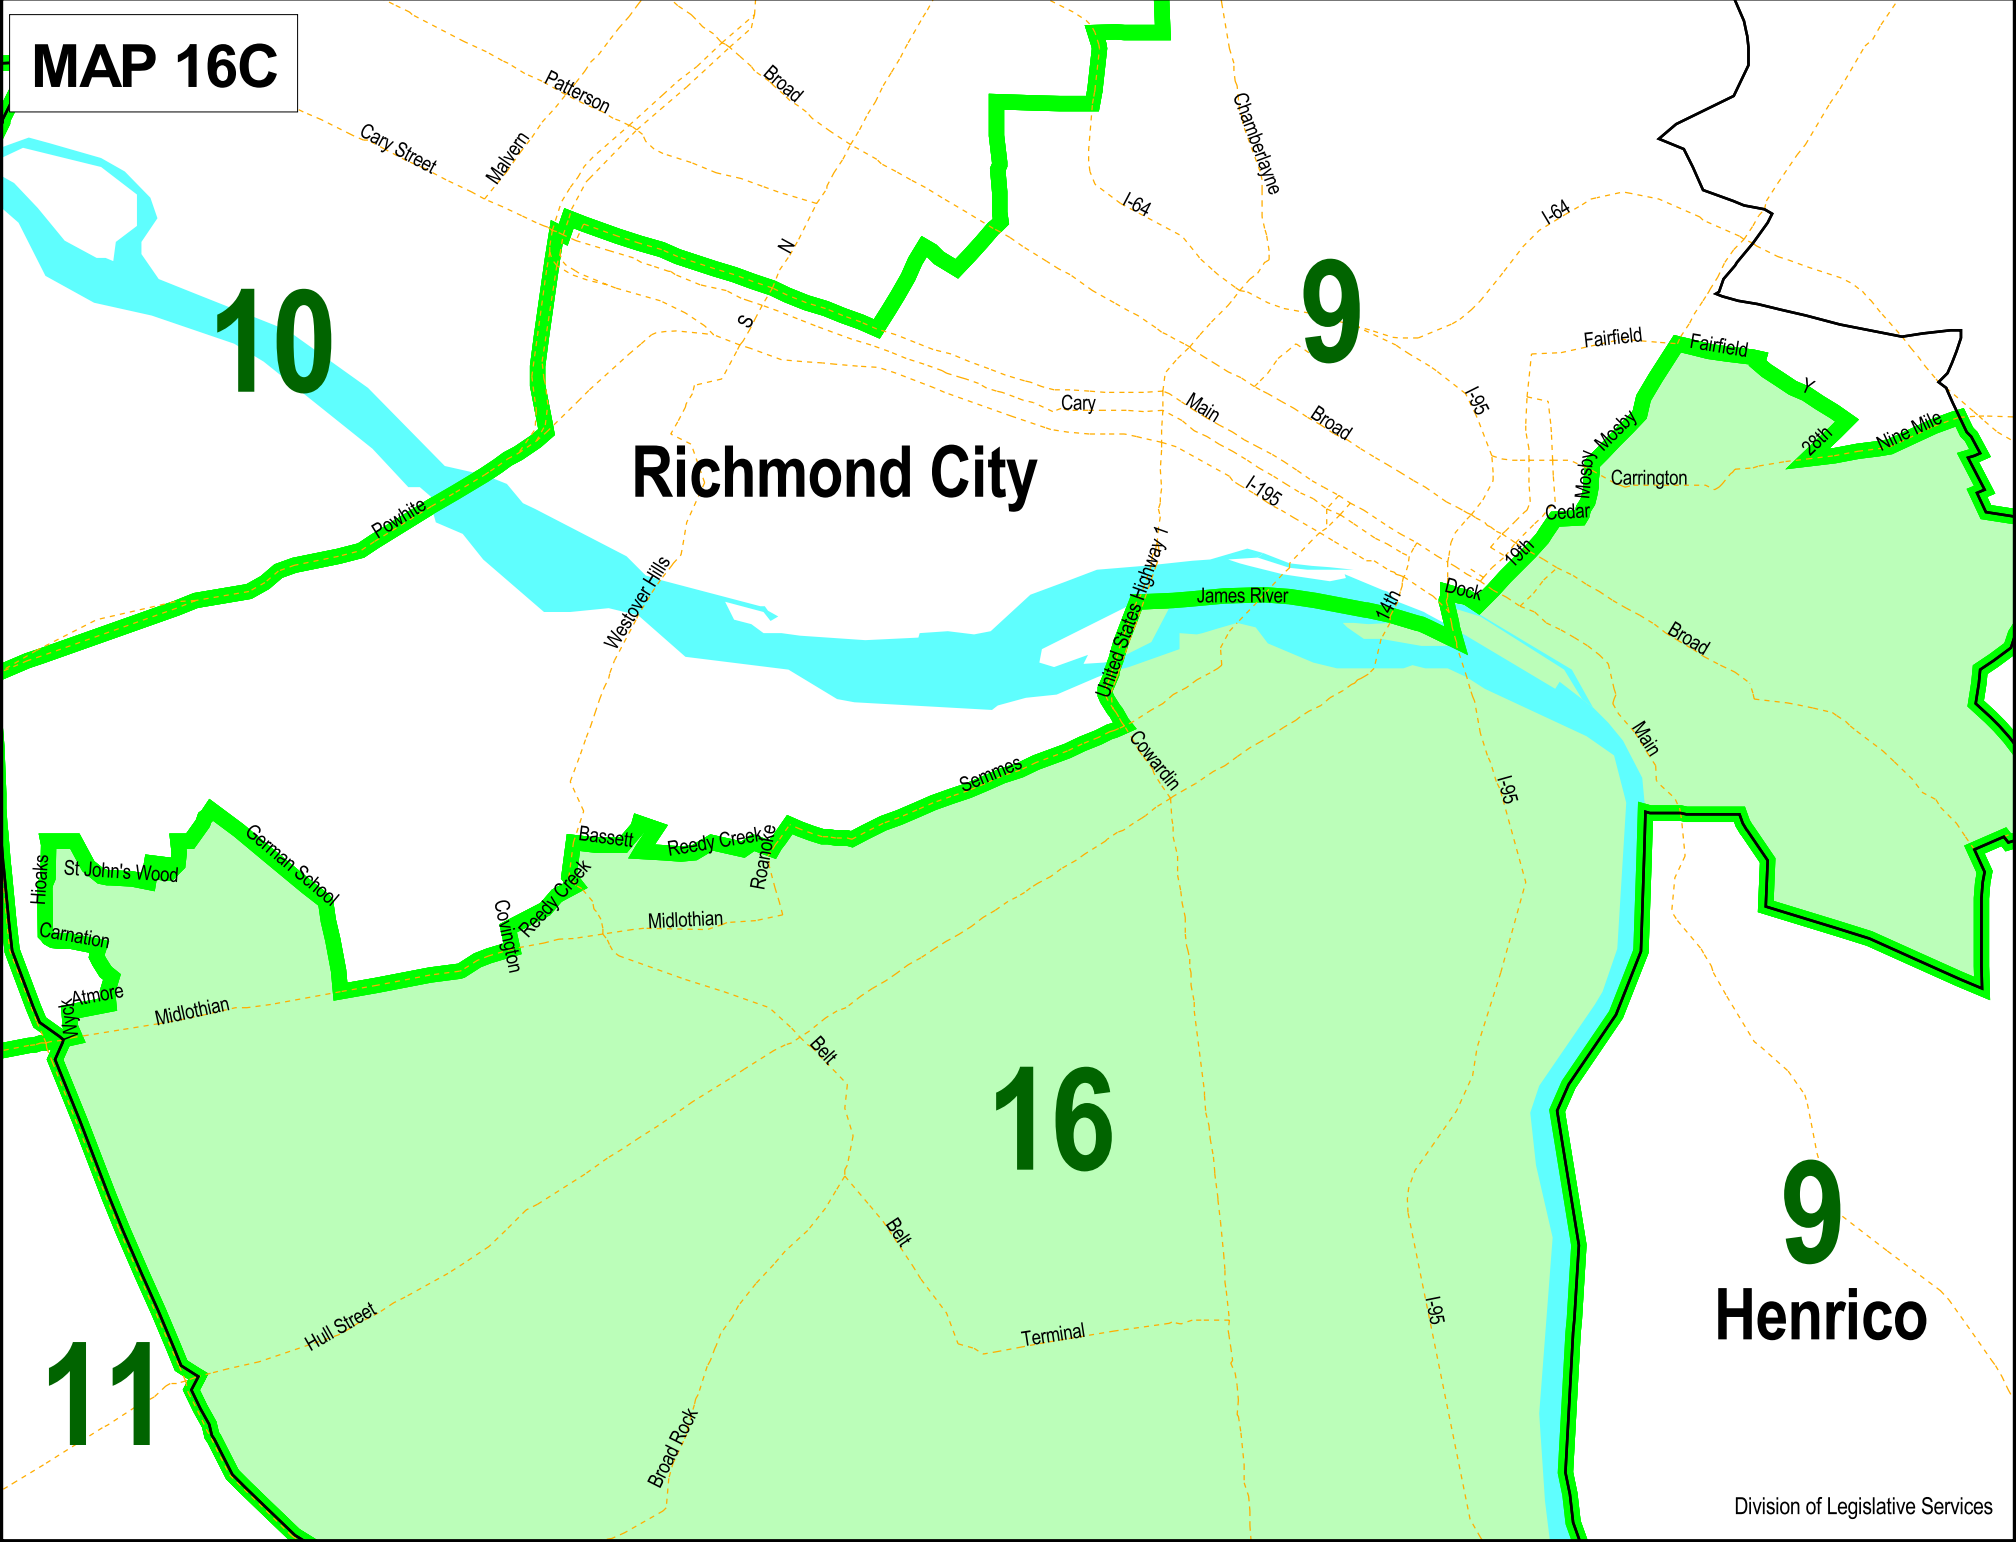 MAP 16C
Patterson
Broad
Cary Street
Malvern
Chamberlayne
I-64
I-64
N
S
10
9
Fairfield
Fairfield
Y
I-95
Cary
Main
Broad
Mosby
28th
Nine Mile
Richmond City
Mosby
Carrington
I-195
Cedar
Powhite
19th
United States Highway 1
Westover Hills
James River
14th
Dock
Broad
Main
Cowardin
Semmes
I-95
Bassett
Reedy Creek
Roanoke
German School
Hioaks
St John's Wood
Reedy Creek
Covington
Midlothian
Carnation
Atmore
Wyck
Midlothian
Belt
16
9
Henrico
Belt
Hull Street
Terminal
I-95
11
Broad Rock
Division of Legislative Services